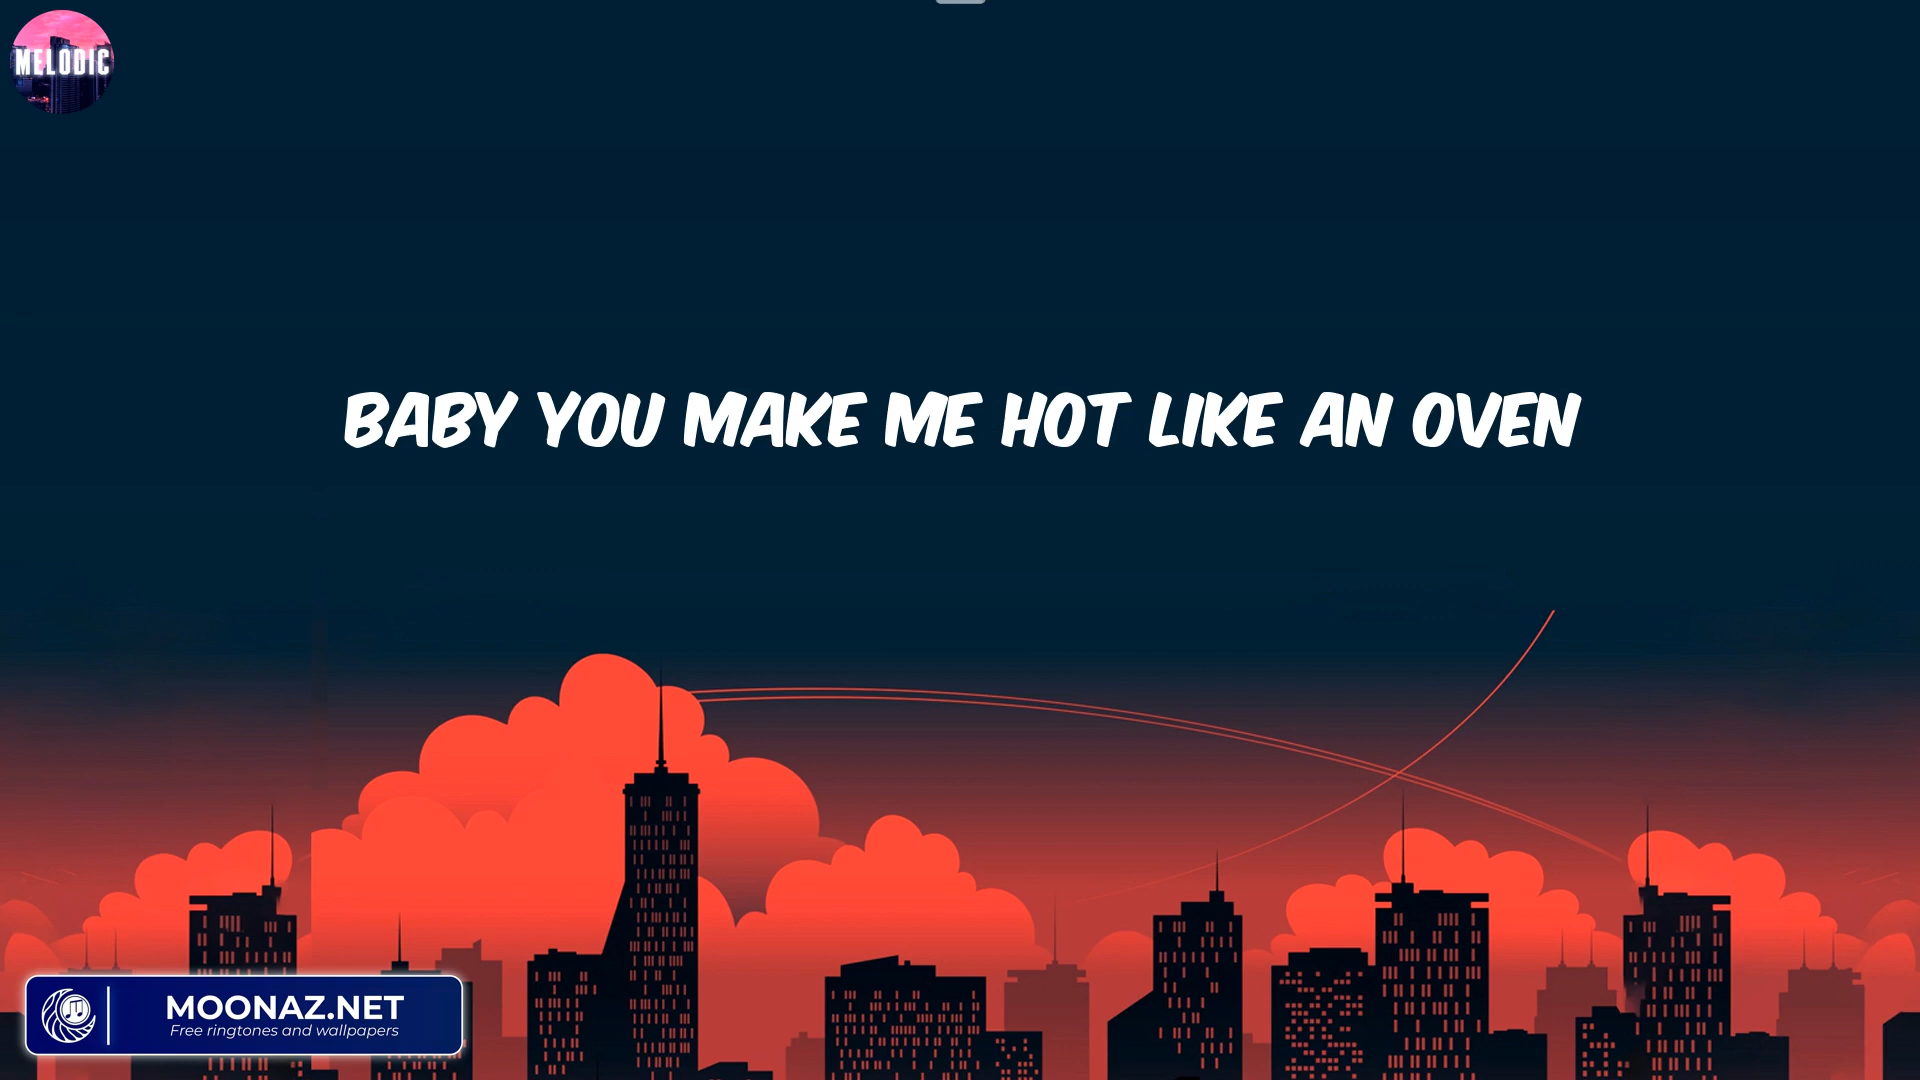 MELODIC
BABY YOU MAKE ME HOT LIKE AN OVEN
MOONAZ.NET
Free ringtones and wallpapers